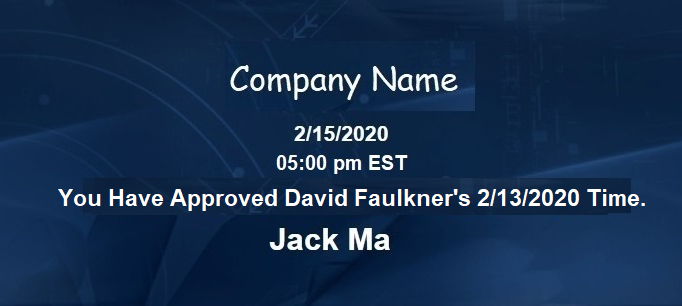 Company Name
2/15/2020
05:00 pm EST
You Have Approved David Faulkner's 2/13/2020 Time.
Jack Ma